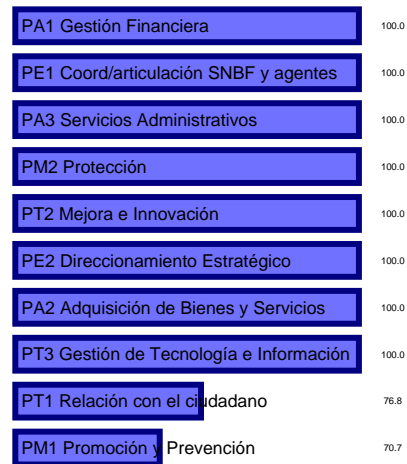 PA1 Gestión Financiera 100.0
PE1 Coord/articulación SNBF y agentes 100.0
PA3 Servicios Administrativos 100.0
PM2 Protección 100.0
PT2 Mejora e Innovación 100.0
PE2 Direccionamiento Estratégico 100.0
PA2 Adquisición de Bienes y Servicios 100.0
PT3 Gestión de Tecnología e Información 100.0
PT1 Relación con el ciudadano 76.8
PM1 Promoción y Prevención 70.7